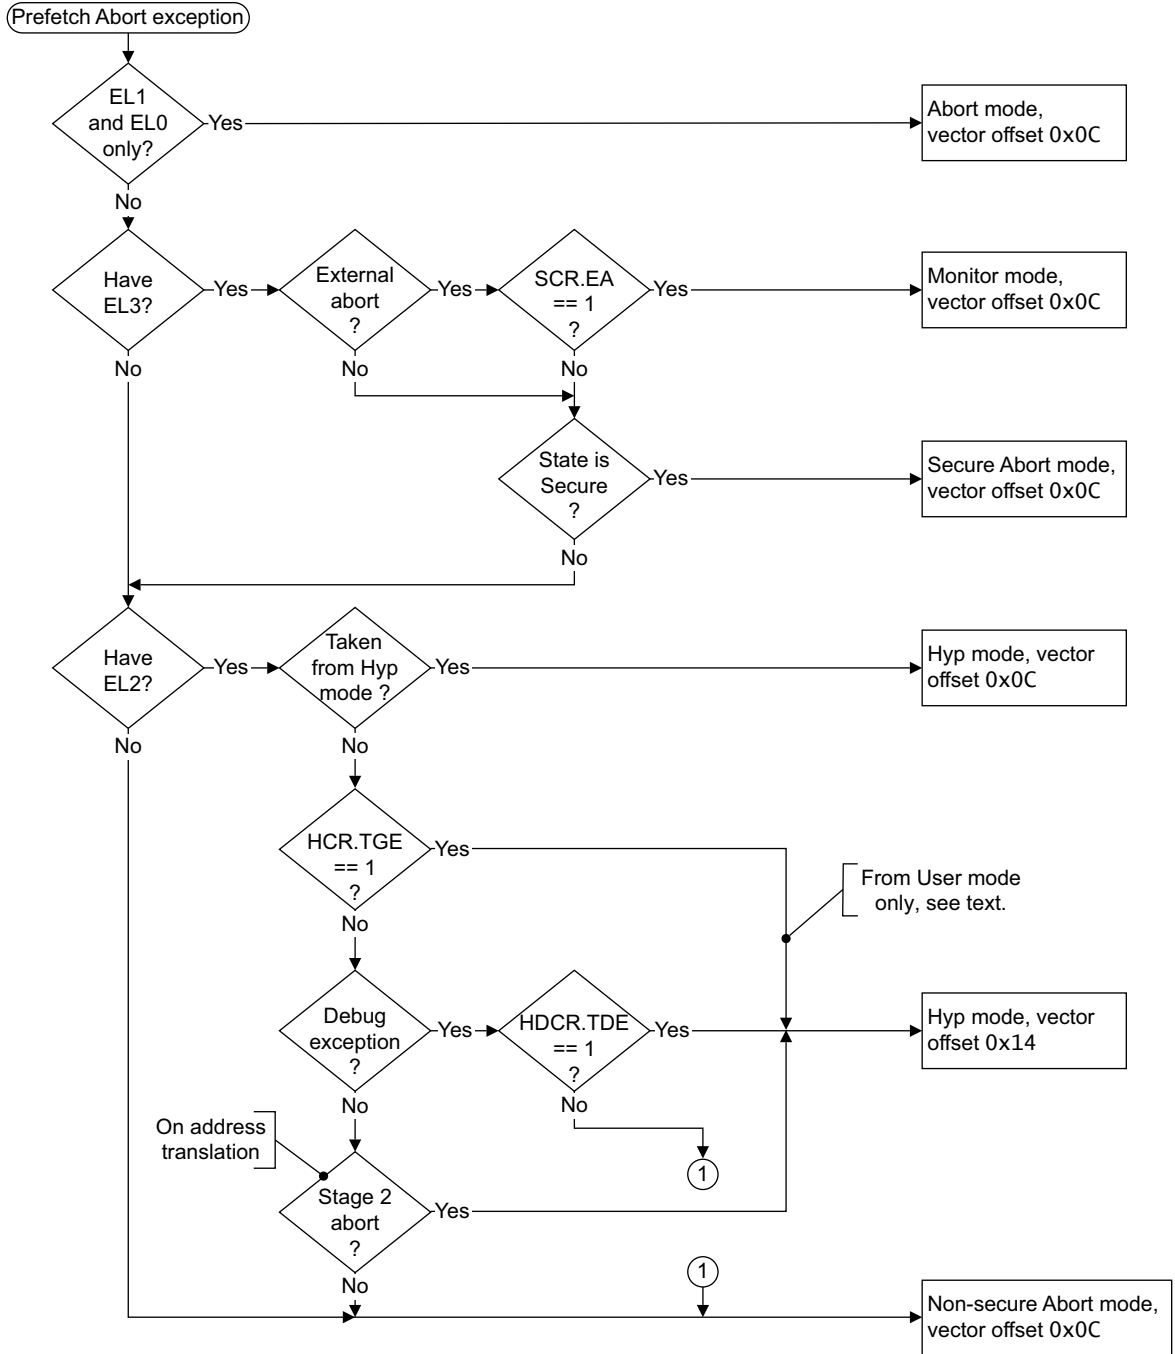 Prefetch Abort exception
EL1
and EL0
only?
Yes
Abort mode,
vector offset 0x0C
No
Have
EL3?
Yes
External
abort
?
Yes
SCR.EA
== 1
?
Yes
Monitor mode,
vector offset 0x0C
No
No
No
State is
Secure
?
Yes
Secure Abort mode,
vector offset 0x0C
No
Have
EL2?
Yes
Taken
from Hyp
mode ?
Yes
Hyp mode, vector
offset 0x0C
No
No
HCR.TGE
== 1
?
Yes
From User mode
only, see text.
No
Debug
exception
?
Yes
HDCR.TDE
== 1
?
Yes
Hyp mode, vector
offset 0x14
No
No
On address
translation
1
Stage 2
abort
?
Yes
No
1
Non-secure Abort mode,
vector offset 0x0C